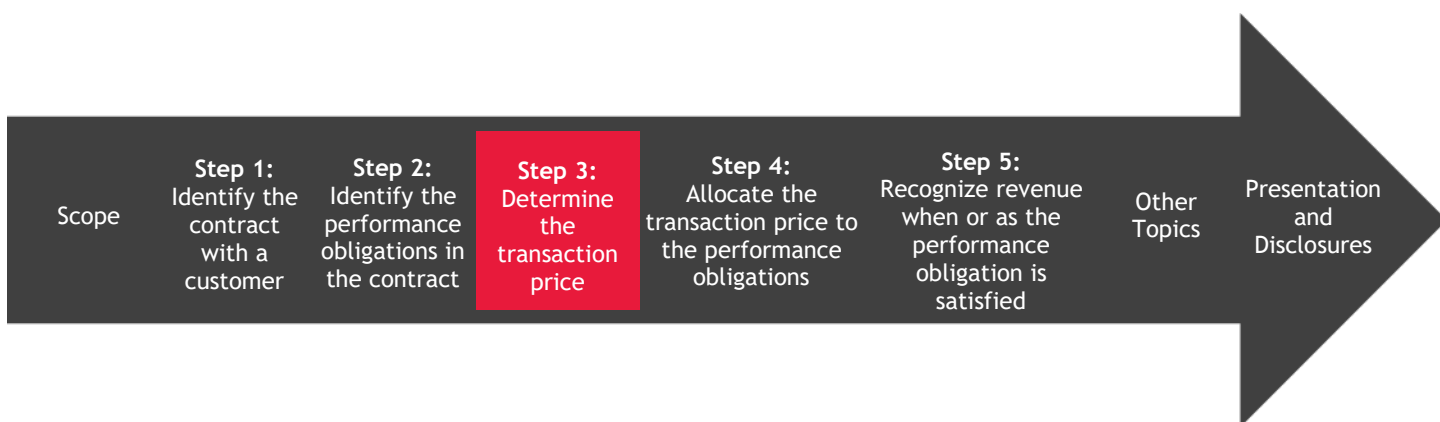 Scope
Step 1:
Identify the
contract
with a
customer
Step 2:
Identify the
performance
obligations in
the contract
Step 3:
Determine
the
transaction
price
Step 4:
Allocate the
transaction price to
the performance
obligations
Step 5:
Recognize revenue
when or as the
performance
obligation is
satisfied
Other
Topics
Presentation
and
Disclosures